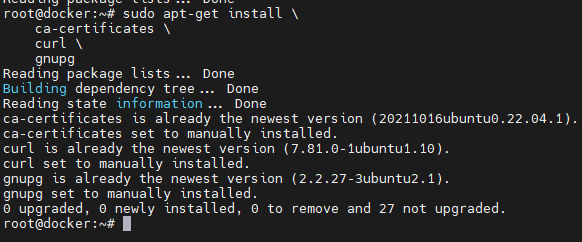 Reading package lists... Done
root@docker:~# sudo apt-get install \
    ca-certificates \
    curl \
    gnupg
Reading package lists... Done
Building dependency tree... Done
Reading state information... Done
ca-certificates is already the newest version (20211016ubuntu0.22.04.1).
ca-certificates set to manually installed.
curl is already the newest version (7.81.0-1ubuntu1.10).
curl set to manually installed.
gnupg is already the newest version (2.2.27-3ubuntu2.1).
gnupg set to manually installed.
0 upgraded, 0 newly installed, 0 to remove and 27 not upgraded.
root@docker:~#